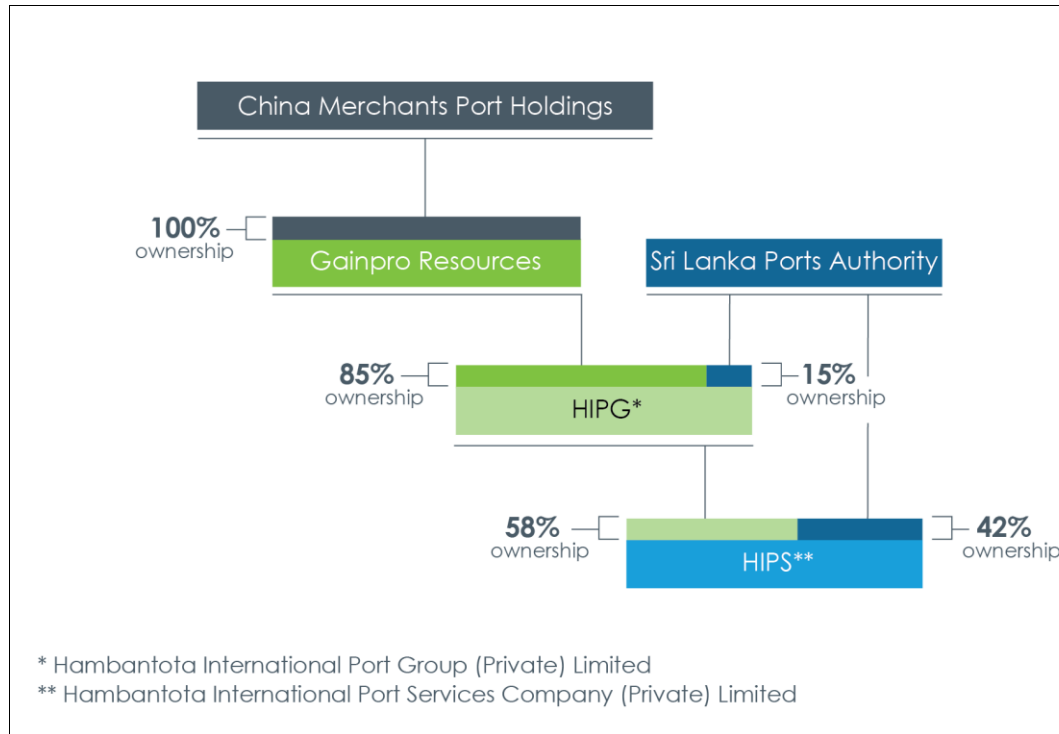 China Merchants Port Holdings
100%
ownership
Gainpro Resources
Sri Lanka Ports Authority
85%
ownership
15%
ownership
HIPG*
58%
ownership
42%
ownership
HIPS**
* Hambantota International Port Group (Private) Limited
** Hambantota International Port Services Company (Private) Limited